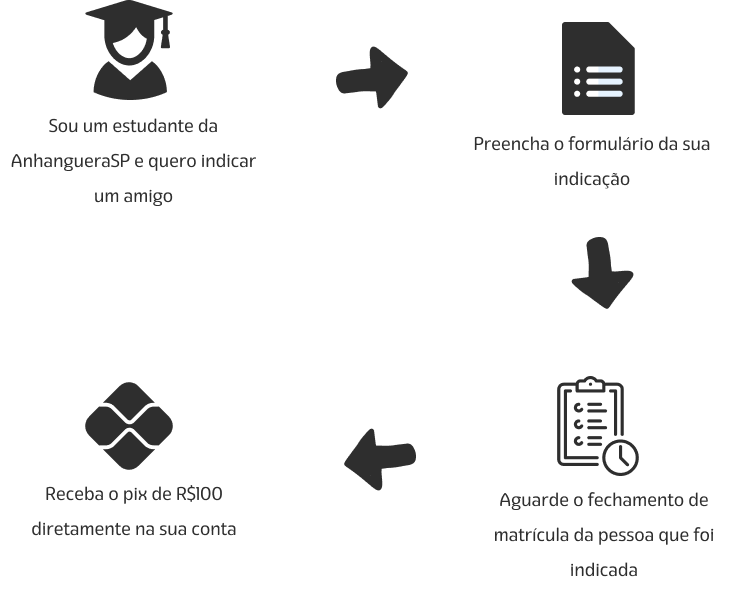 Sou um estudante da
AnhangueraSP e quero indicar
um amigo
Preencha o formulário da sua
indicação
Aguarde o fechamento de
matrícula da pessoa que foi
indicada
Receba o pix de R$100
diretamente na sua conta